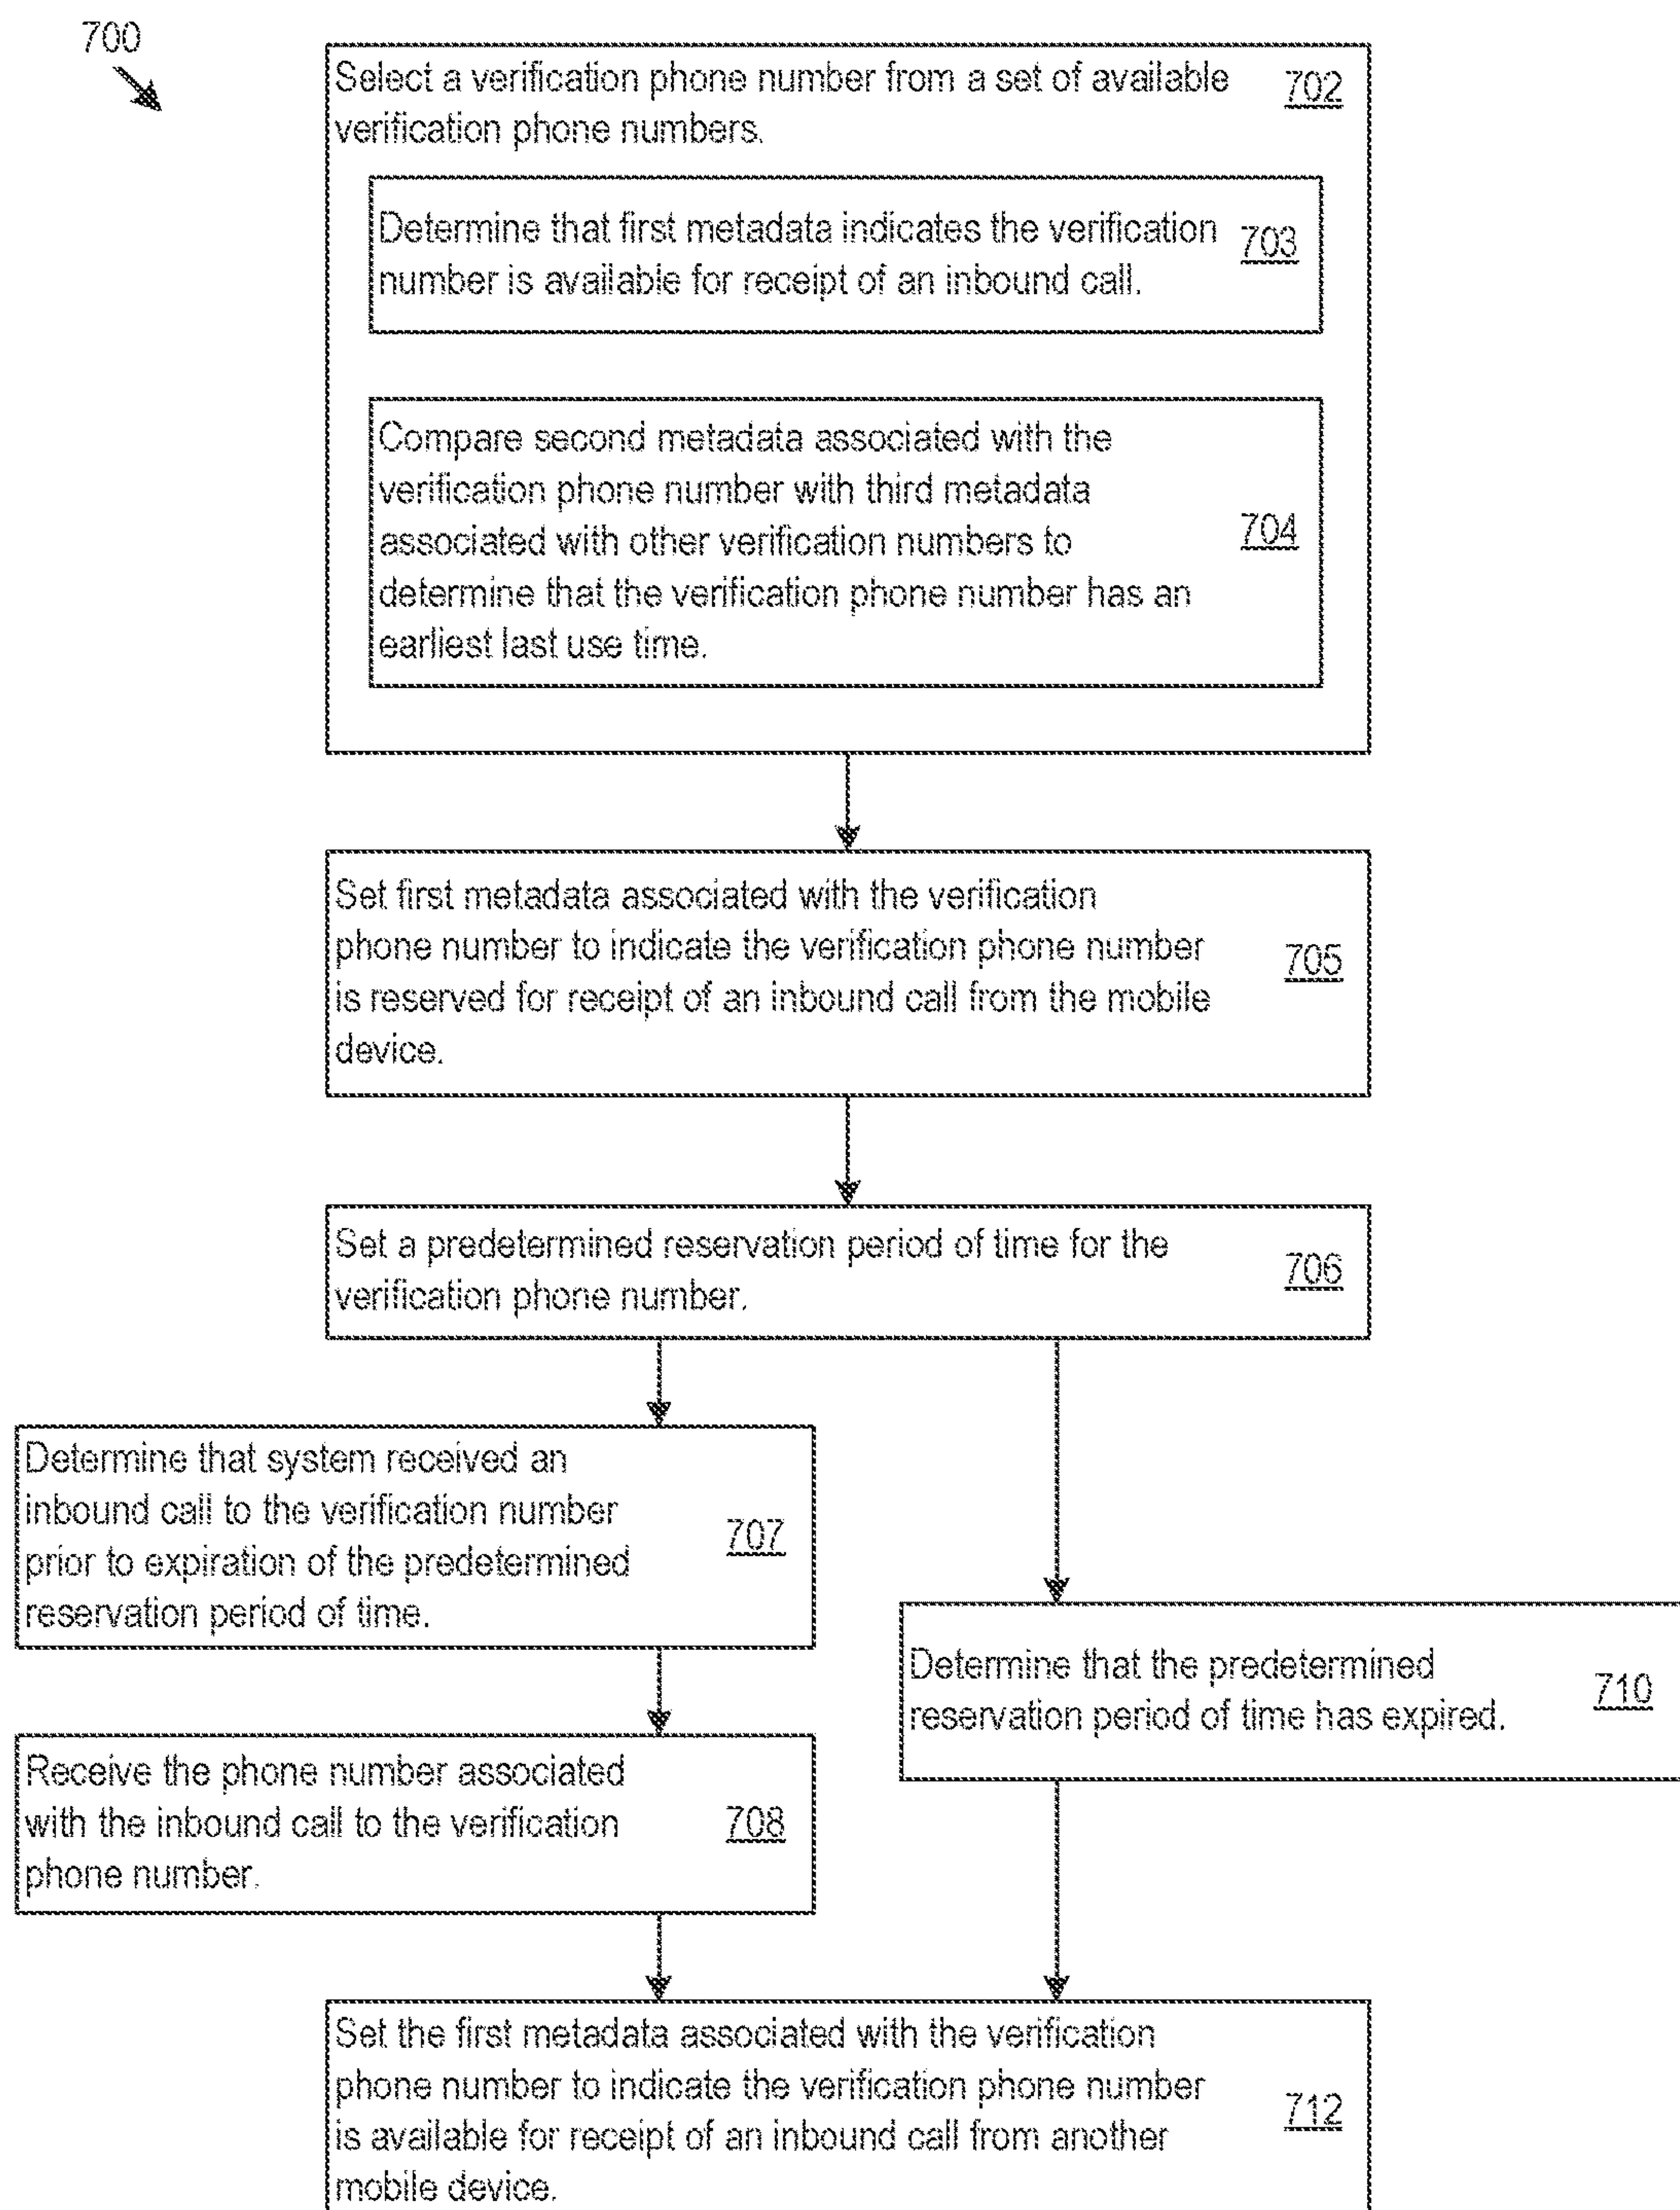 700
Select a verification phone number from a set of available 702
verification phone numbers.
Determine that first metadata indicates the verification 703
number is available for receipt of an inbound call.
Compare second metadata associated with the
verification phone number with third metadata
associated with other verification numbers to 704
determine that the verification phone number has an
earliest last use time.
Set first metadata associated with the verification
phone number to indicate the verification phone number 705
is reserved for receipt of an inbound call from the mobile
device.
Set a predetermined reservation period of time for the 706
verification phone number.
Determine that system received an
inbound call to the verification number 707
prior to expiration of the predetermined
reservation period of time.
Determine that the predetermined 710
reservation period of time has expired.
Receive the phone number associated
with the inbound call to the verification 708
phone number.
Set the first metadata associated with the verification
phone number to indicate the verification phone number 712
is available for receipt of an inbound call from another
mobile device.